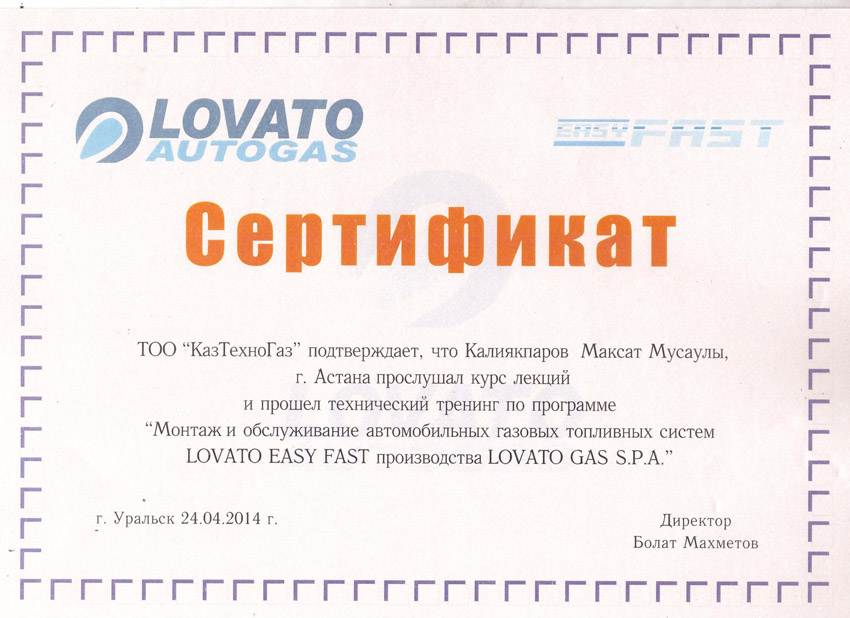 LOVATO
AUTOGAS
EASY FAST
Сертификат
ТОО “КазТехноГаз” подтверждает, что Калиякпаров Максат Мусаулы,
г. Астана прослушал курс лекций
и прошел технический тренинг по программе
“Монтаж и обслуживание автомобильных газовых топливных систем
LOVATO EASY FAST производства LOVATO GAS S.P.A.”
г. Уральск 24.04.2014 г.
Директор
Болат Махметов